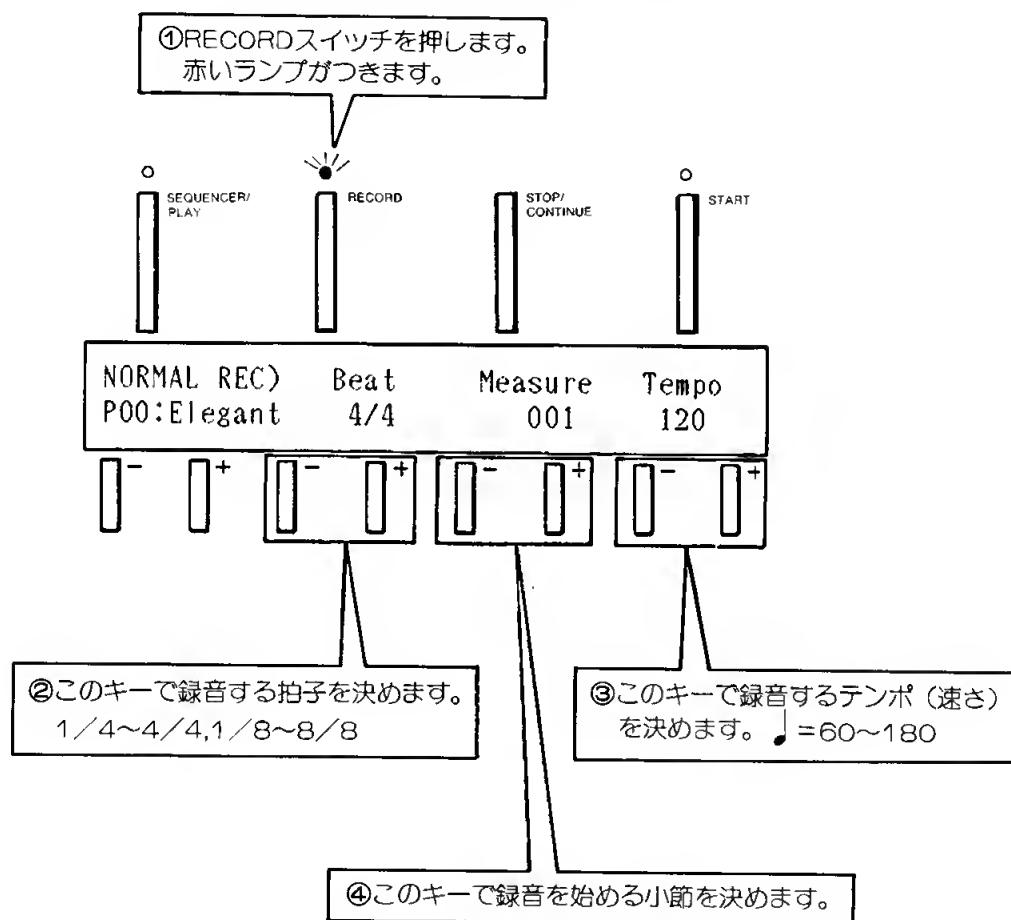 ①RECORDスイッチを押します。
赤いランプがつきます。
SEQUENCER/
PLAY
RECORD
STOP/
CONTINUE
START
NORMAL REC) Beat Measure Tempo
P00:Elegant 4/4 001 120
- + - + - + - +
②このキーで録音する拍子を決めます。
1/4~4/4,1/8~8/8
③このキーで録音するテンポ(速さ)
を決めます。♩=60~180
④このキーで録音を始める小節を決めます。